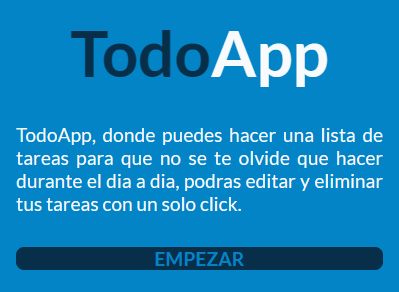 TodoApp
TodoApp, donde puedes hacer una lista de
tareas para que no se te olvide que hacer
durante el dia a dia, podras editar y eliminar
tus tareas con un solo click.
EMPEZAR